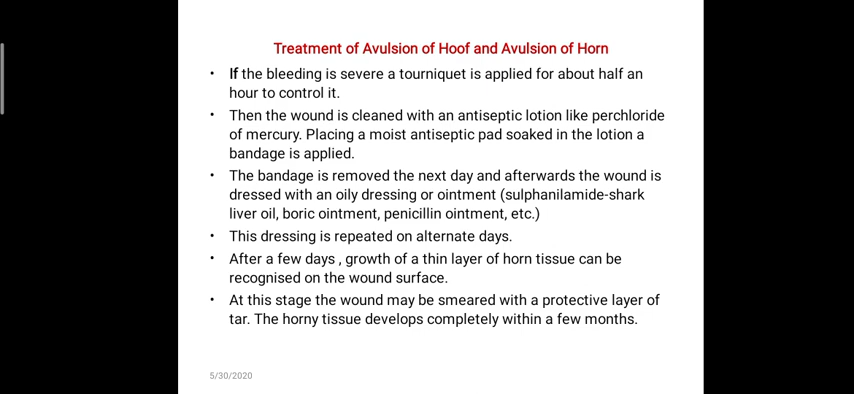 Treatment of Avulsion of Hoof and Avulsion of Horn
• If the bleeding is severe a tourniquet is applied for about half an
hour to control it.
• Then the wound is cleaned with an antiseptic lotion like perchloride
of mercury. Placing a moist antiseptic pad soaked in the lotion a
bandage is applied.
• The bandage is removed the next day and afterwards the wound is
dressed with an oily dressing or ointment (sulphanilamide-shark
liver oil, boric ointment, penicillin ointment, etc.)
• This dressing is repeated on alternate days.
• After a few days , growth of a thin layer of horn tissue can be
recognised on the wound surface.
• At this stage the wound may be smeared with a protective layer of
tar. The horny tissue develops completely within a few months.
5/30/2020